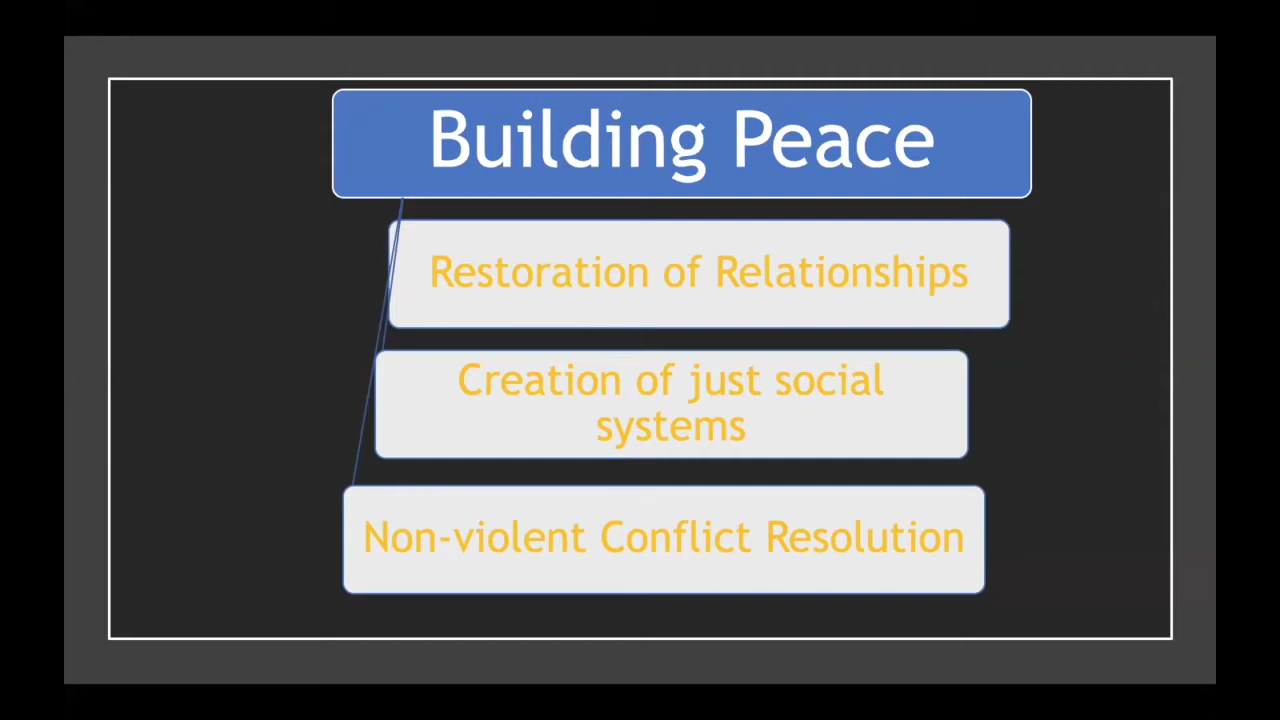 Building Peace
Restoration of Relationships
Creation of just social
systems
Non-violent Conflict Resolution